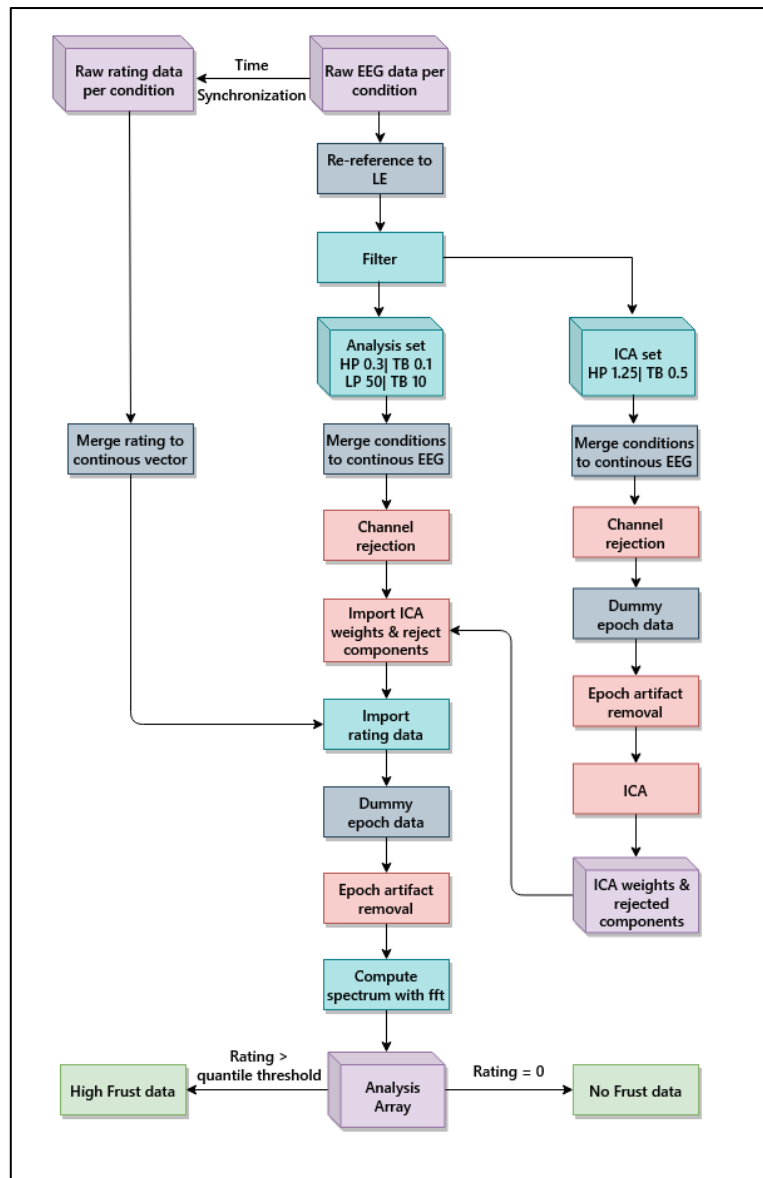 Raw rating data
per condition
Time
Synchronization
Raw EEG data per
condition
Re-reference to
LE
Filter
Analysis set
HP 0.3| TB 0.1
LP 50| TB 10
ICA set
HP 1.25| TB 0.5
Merge rating to
continous vector
Merge conditions
to continous EEG
Merge conditions
to continous EEG
Channel
rejection
Channel
rejection
Import ICA
weights & reject
components
Dummy
epoch data
Import
rating data
Epoch artifact
removal
Dummy
epoch data
ICA
Epoch artifact
removal
ICA weights &
rejected
components
Compute
spectrum with fft
High Frust data
Rating >
quantile threshold
Analysis
Array
Rating = 0
No Frust data